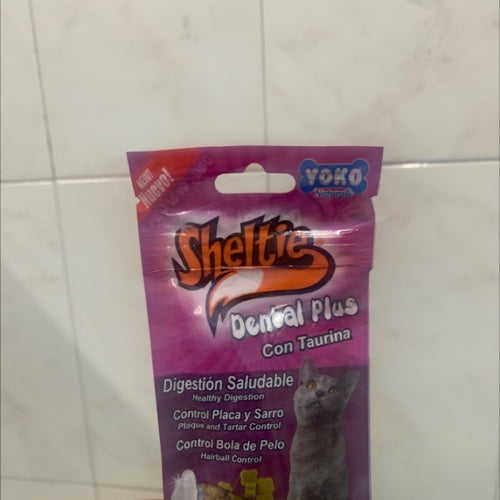 NEW!
Nuevo!
YOKO
Naturals
Sheltie
Dental Plus
Con Taurina
Digestión Saludable
Healthy Digestion
Control Placa y Sarro
Plaque and Tartar Control
Control Bola de Pelo
Hairball Control